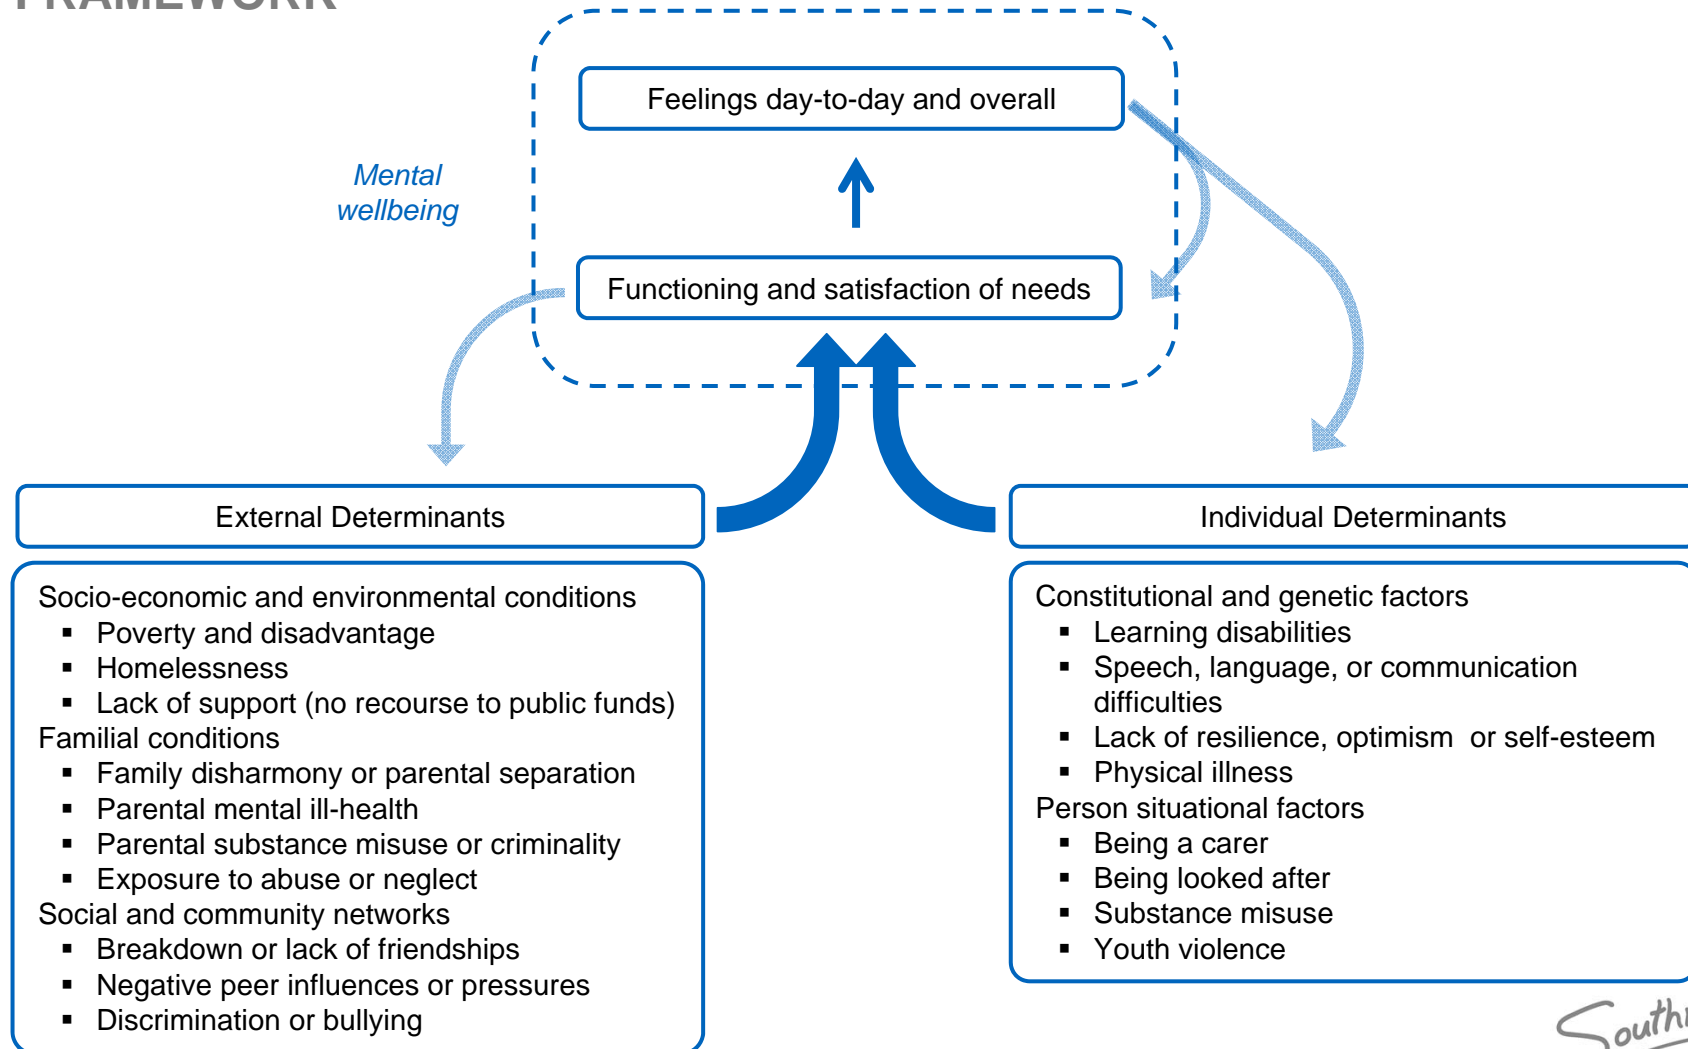 FRAMEWORK
Feelings day-to-day and overall
Mental
wellbeing
Functioning and satisfaction of needs
External Determinants
Socio-economic and environmental conditions
▪ Poverty and disadvantage
▪ Homelessness
▪ Lack of support (no recourse to public funds)
Familial conditions
▪ Family disharmony or parental separation
▪ Parental mental ill-health
▪ Parental substance misuse or criminality
▪ Exposure to abuse or neglect
Social and community networks
▪ Breakdown or lack of friendships
▪ Negative peer influences or pressures
▪ Discrimination or bullying
Individual Determinants
Constitutional and genetic factors
▪ Learning disabilities
▪ Speech, language, or communication
difficulties
▪ Lack of resilience, optimism or self-esteem
▪ Physical illness
Person situational factors
▪ Being a carer
▪ Being looked after
▪ Substance misuse
▪ Youth violence